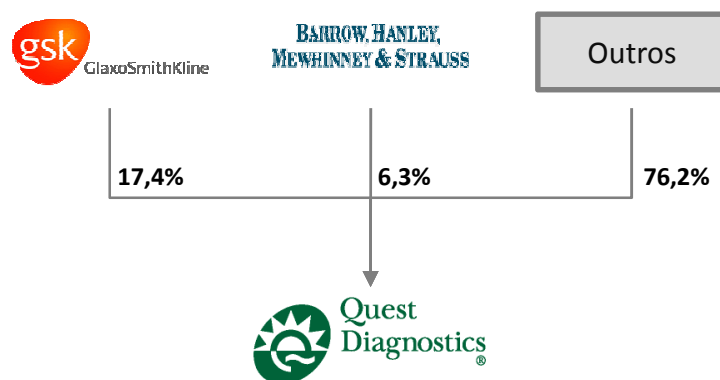 gsk
GlaxoSmithKline
BARROW, HANLEY,
MEWHINNEY & STRAUSS
Outros
17,4%
6,3%
76,2%
Quest
Diagnostics
®